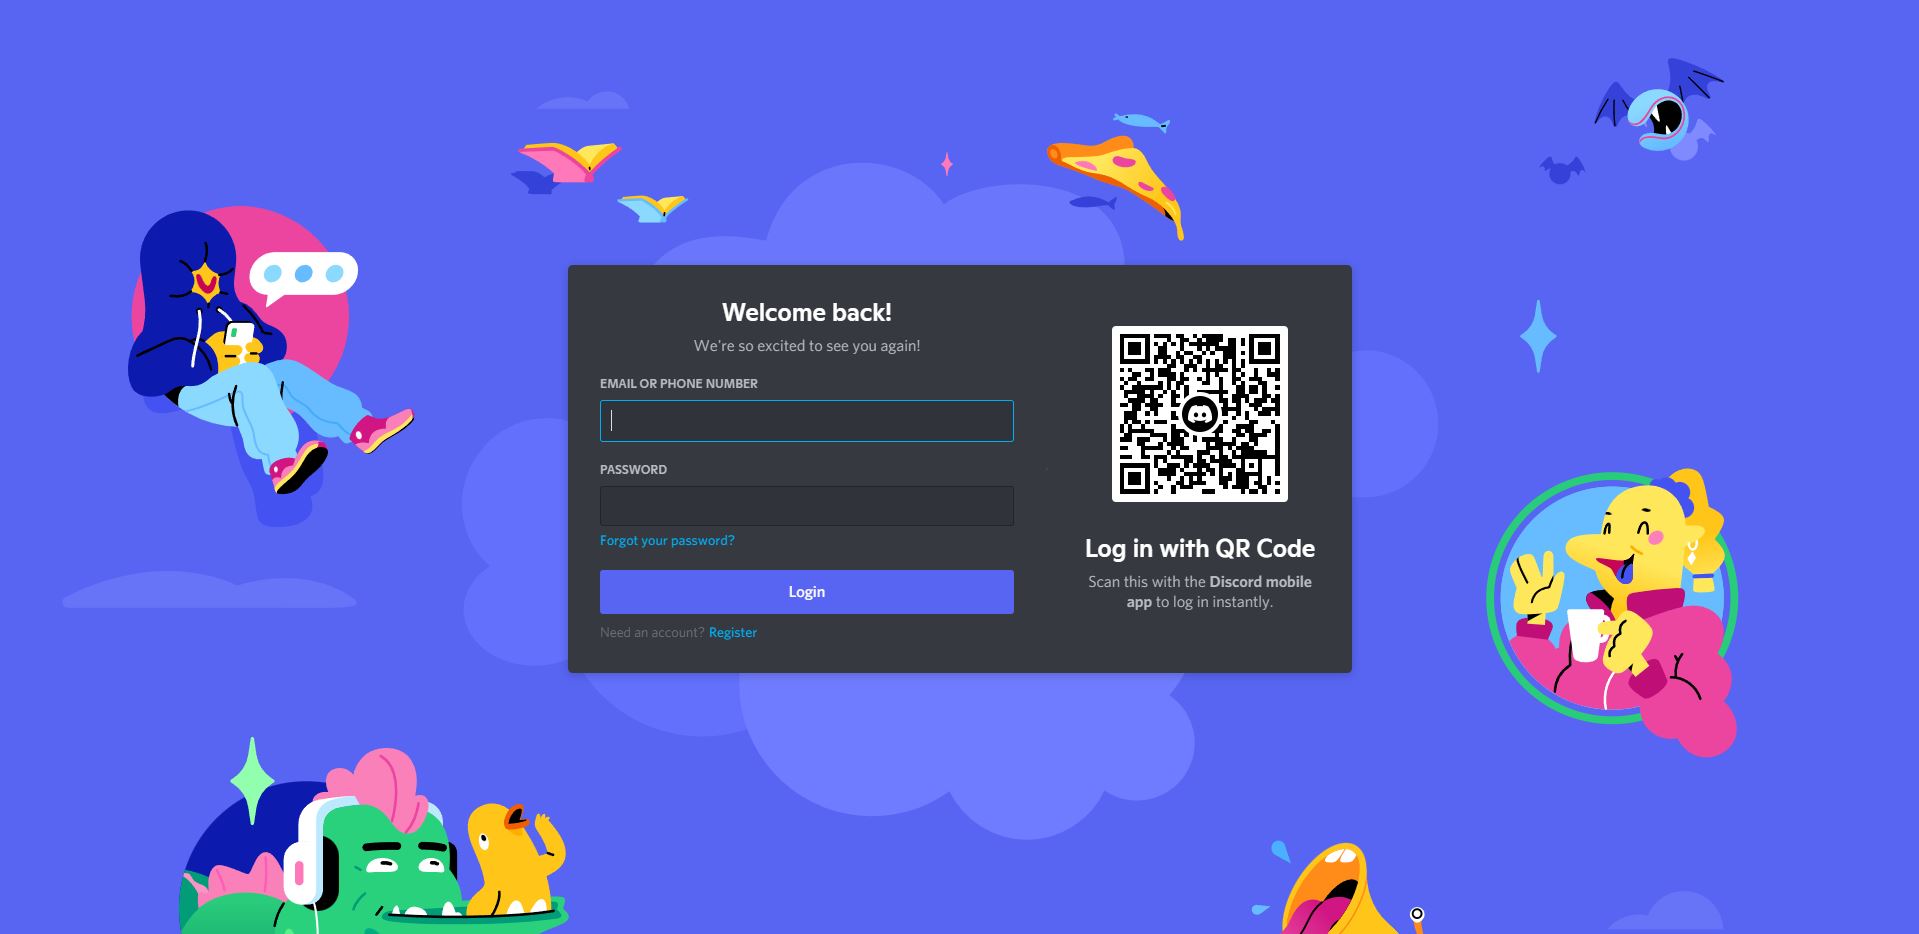 Welcome back!
We're so excited to see you again!
EMAIL OR PHONE NUMBER
PASSWORD
Forgot your password?
Login
Need an account? Register
Log in with QR Code
Scan this with the Discord mobile
app to log in instantly.